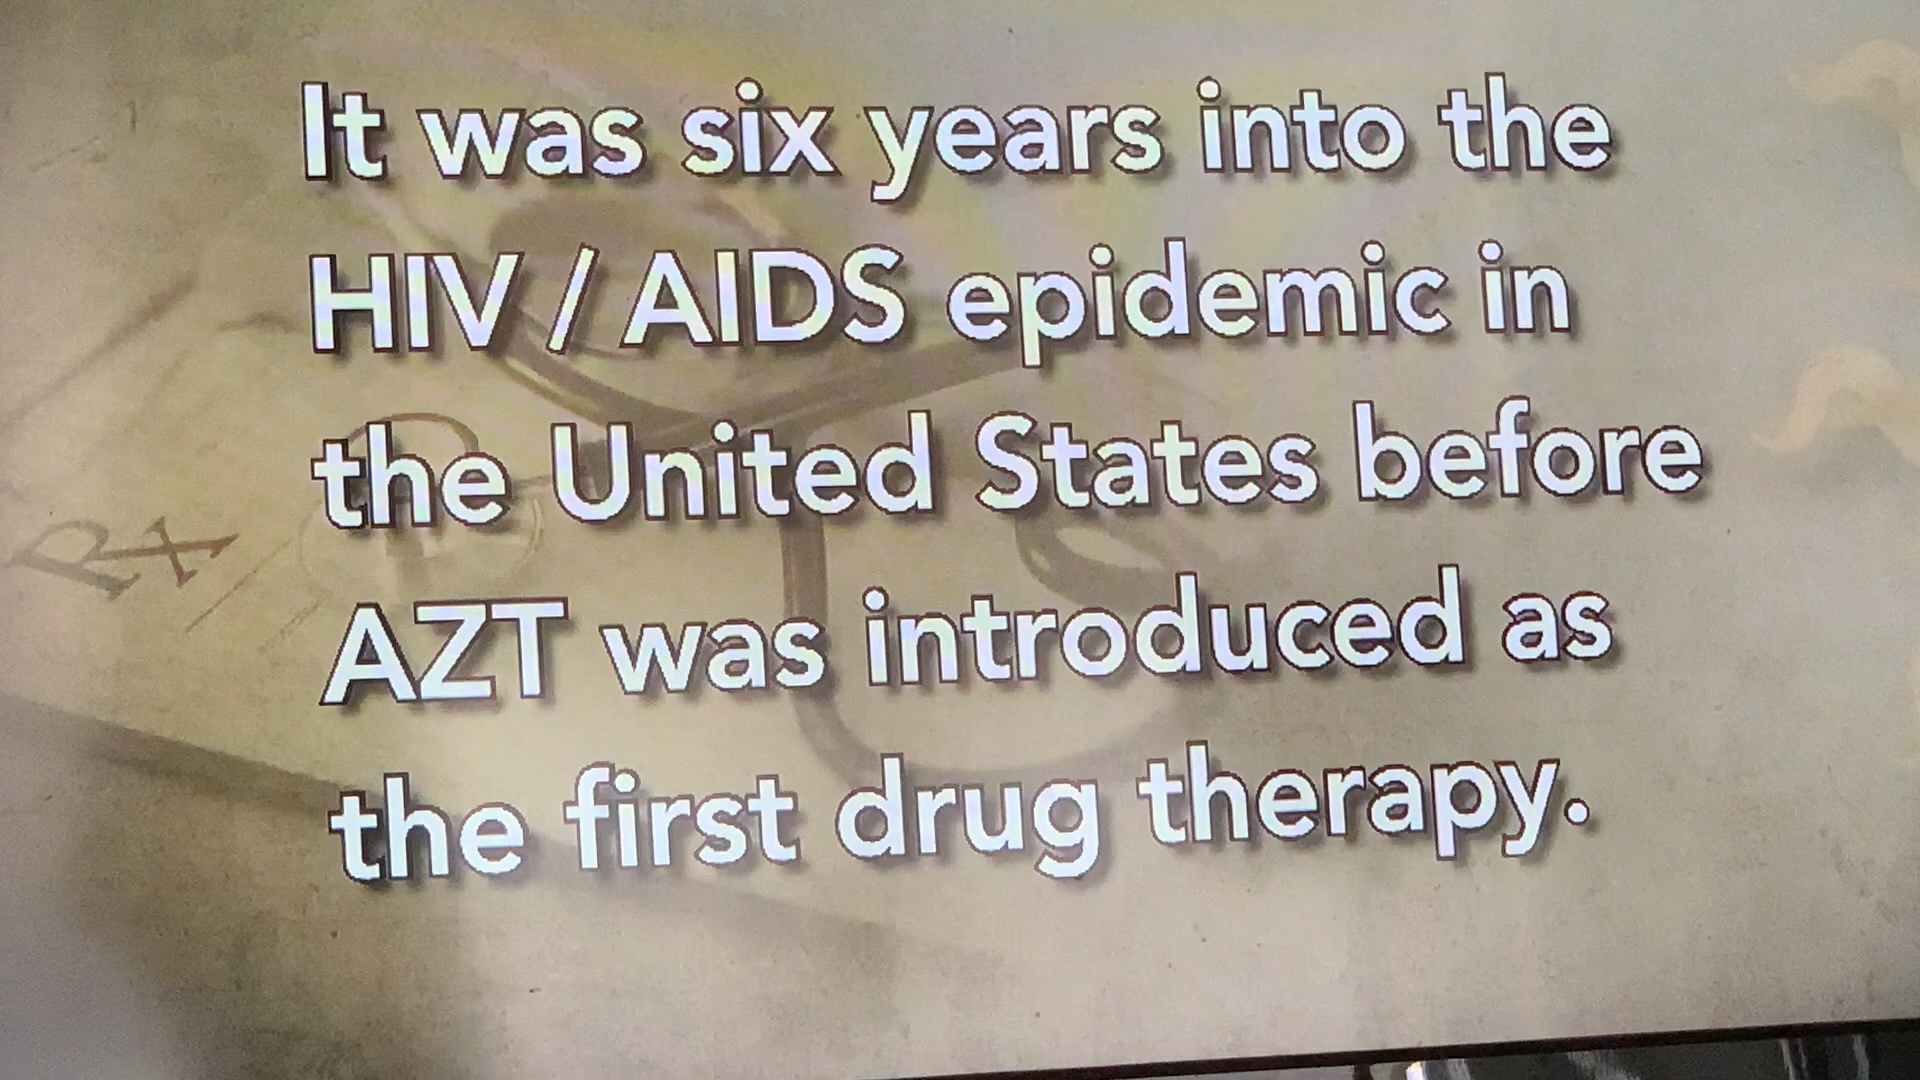 It was six years into the
HIV / AIDS epidemic in
the United States before
AZT was introduced as
the first drug therapy.
Rx